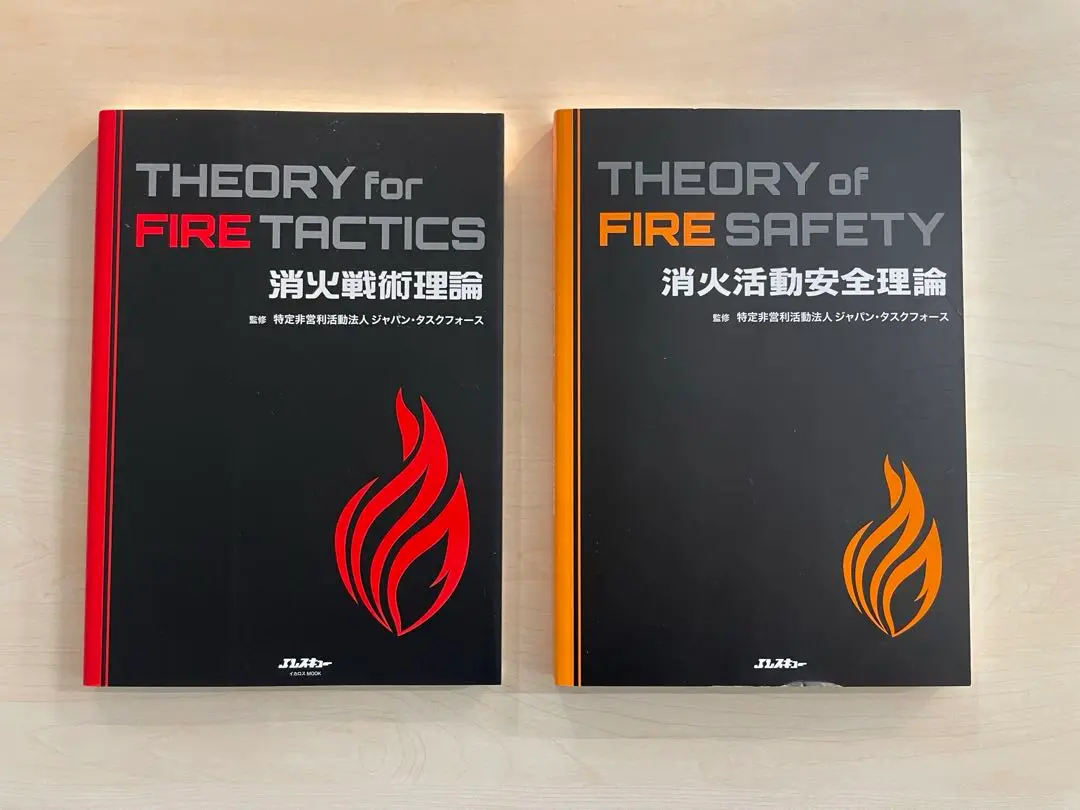 THEORY for
FIRE TACTICS
消火戦術理論
監修 特定非営利活動法人 ジャパン・タスクフォース
Jレスキュー
イカロス MOOK
THEORY of
FIRE SAFETY
消火活動安全理論
監修 特定非営利活動法人 ジャパン・タスクフォース
Jレスキュー